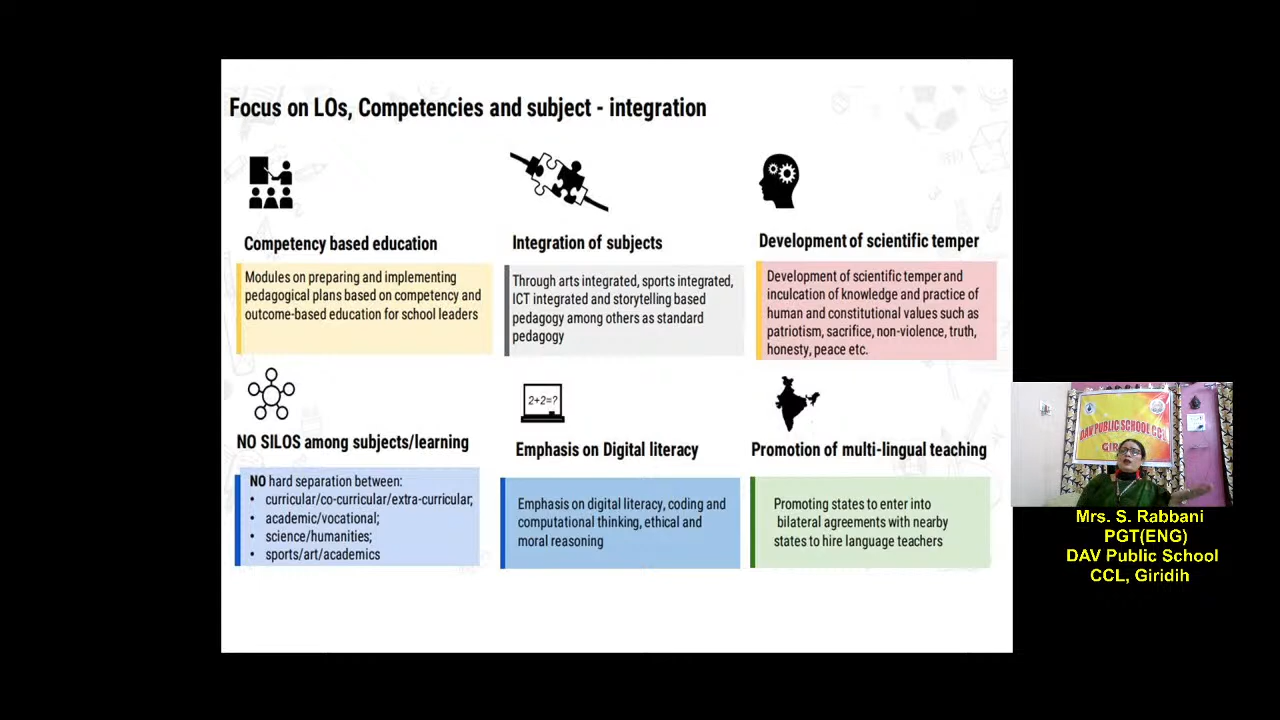 Focus on LOs, Competencies and subject - integration
Competency based education
Modules on preparing and implementing
pedagogical plans based on competency and
outcome-based education for school leaders
Integration of subjects
Through arts integrated, sports integrated,
ICT integrated and storytelling based
pedagogy among others as standard
pedagogy
Development of scientific temper
Development of scientific temper and
inculcation of knowledge and practice of
human and constitutional values such as
patriotism, sacrifice, non-violence, truth,
honesty, peace etc.
NO SILOS among subjects/learning
NO hard separation between:
• curricular/co-curricular/extra-curricular;
• academic/vocational;
• science/humanities;
• sports/art/academics
2+2=?
Emphasis on Digital literacy
Emphasis on digital literacy, coding and
computational thinking, ethical and
moral reasoning
Promotion of multi-lingual teaching
Promoting states to enter into
bilateral agreements with nearby
states to hire language teachers
DAV PUBLIC SCHOOL CCL
Mrs. S. Rabbani
PGT(ENG)
DAV Public School
CCL, Giridih